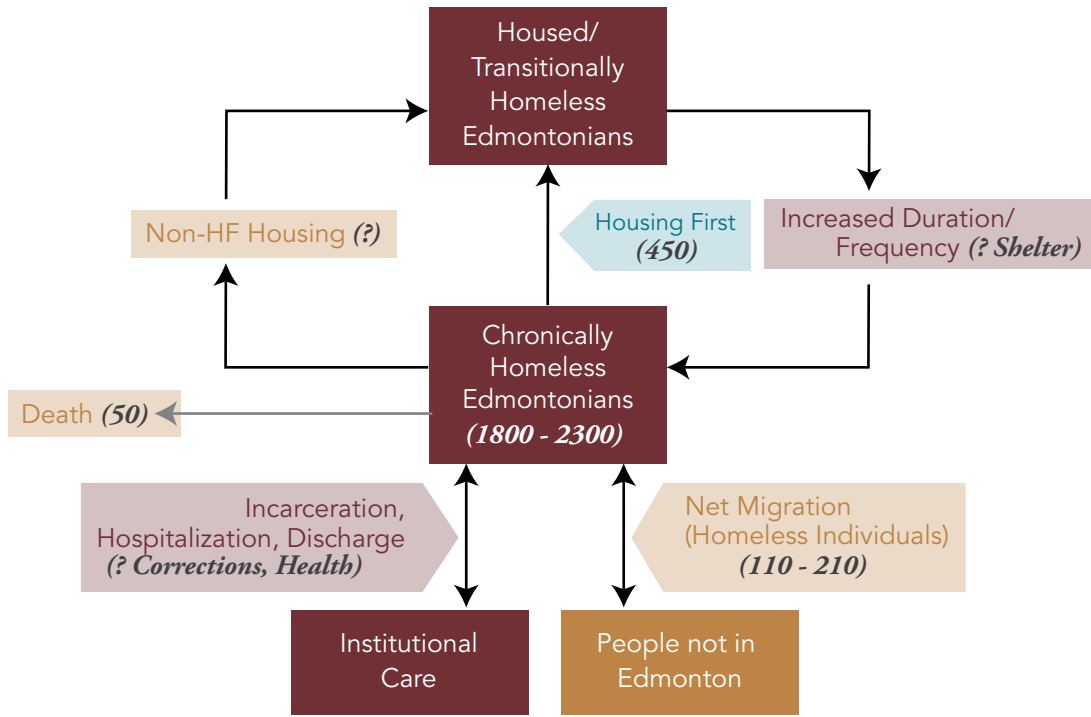 Housed/
Transitionally
Homeless
Edmontonians
Non-HF Housing (?)
Housing First
(450)
Increased Duration/
Frequency (? Shelter)
Chronically
Homeless
Edmontonians
(1800 - 2300)
Death (50)
Incarceration,
Hospitalization, Discharge
(? Corrections, Health)
Net Migration
(Homeless Individuals)
(110 - 210)
Institutional
Care
People not in
Edmonton